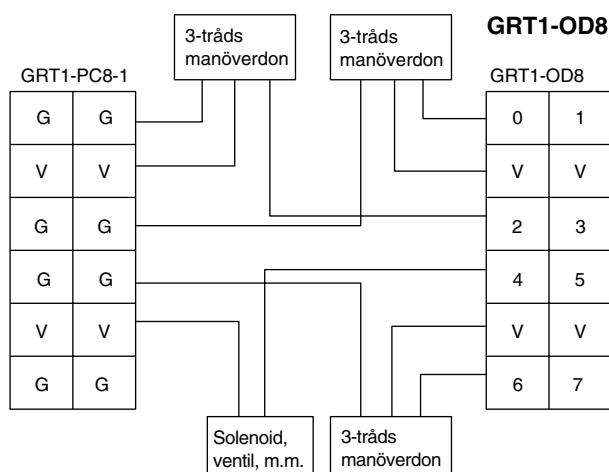 GRT1-OD8
3-tråds
manöverdon
3-tråds
manöverdon
GRT1-PC8-1
GRT1-OD8
G G
V V
G G
G G
V V
G G
0 1
V V
2 3
4 5
V V
6 7
Solenoid,
ventil, m.m.
3-tråds
manöverdon